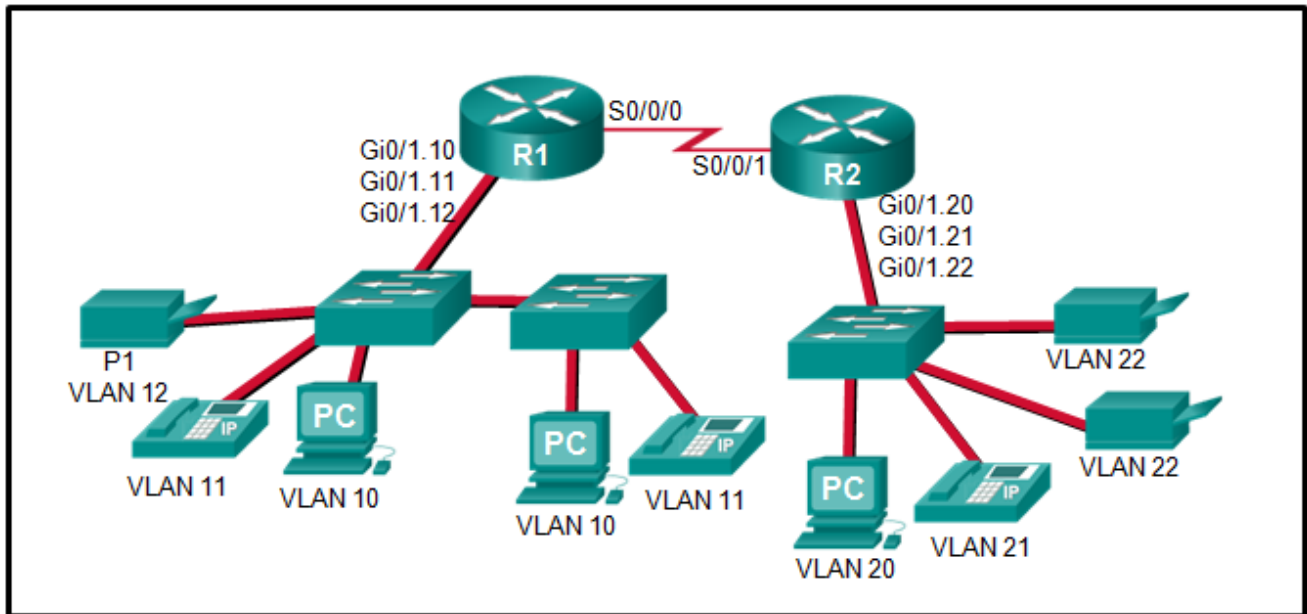 S0/0/0
R1
Gi0/1.10
Gi0/1.11
Gi0/1.12
S0/0/1
R2
Gi0/1.20
Gi0/1.21
Gi0/1.22
P1
VLAN 12
IP
VLAN 11
PC
VLAN 10
PC
VLAN 10
IP
VLAN 11
PC
VLAN 20
IP
VLAN 21
VLAN 22
VLAN 22